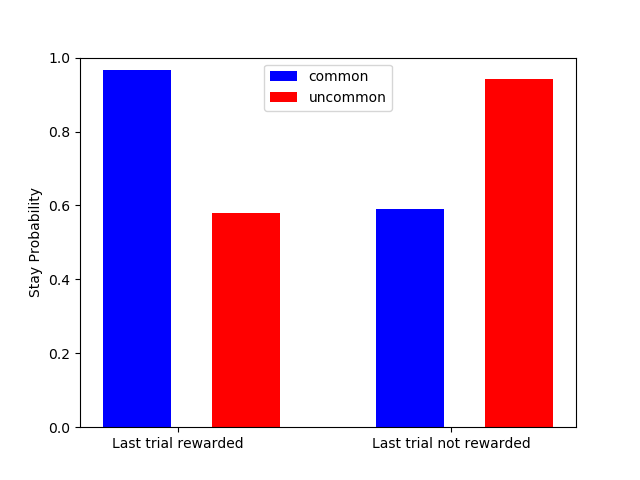 1.0
0.8
0.6
0.4
0.2
0.0
Stay Probability
common
uncommon
Last trial rewarded
Last trial not rewarded